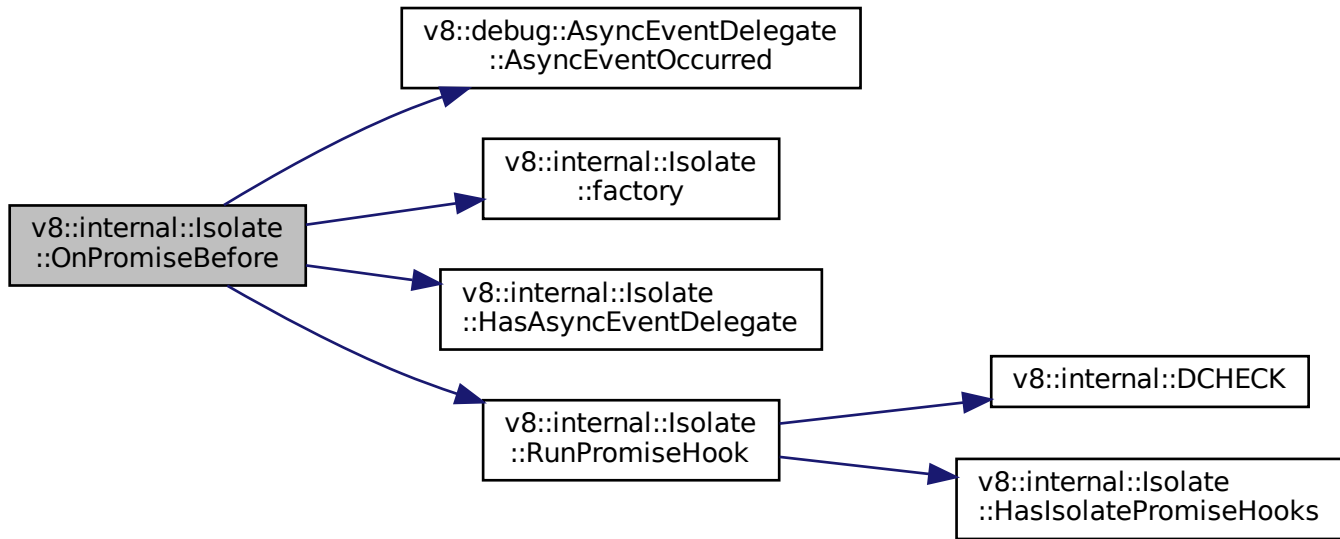 v8::debug::AsyncEventDelegate
::AsyncEventOccurred
v8::internal::Isolate
::factory
v8::internal::Isolate
::OnPromiseBefore
v8::internal::Isolate
::HasAsyncEventDelegate
v8::internal::DCHECK
v8::internal::Isolate
::RunPromiseHook
v8::internal::Isolate
::HasIsolatePromiseHooks